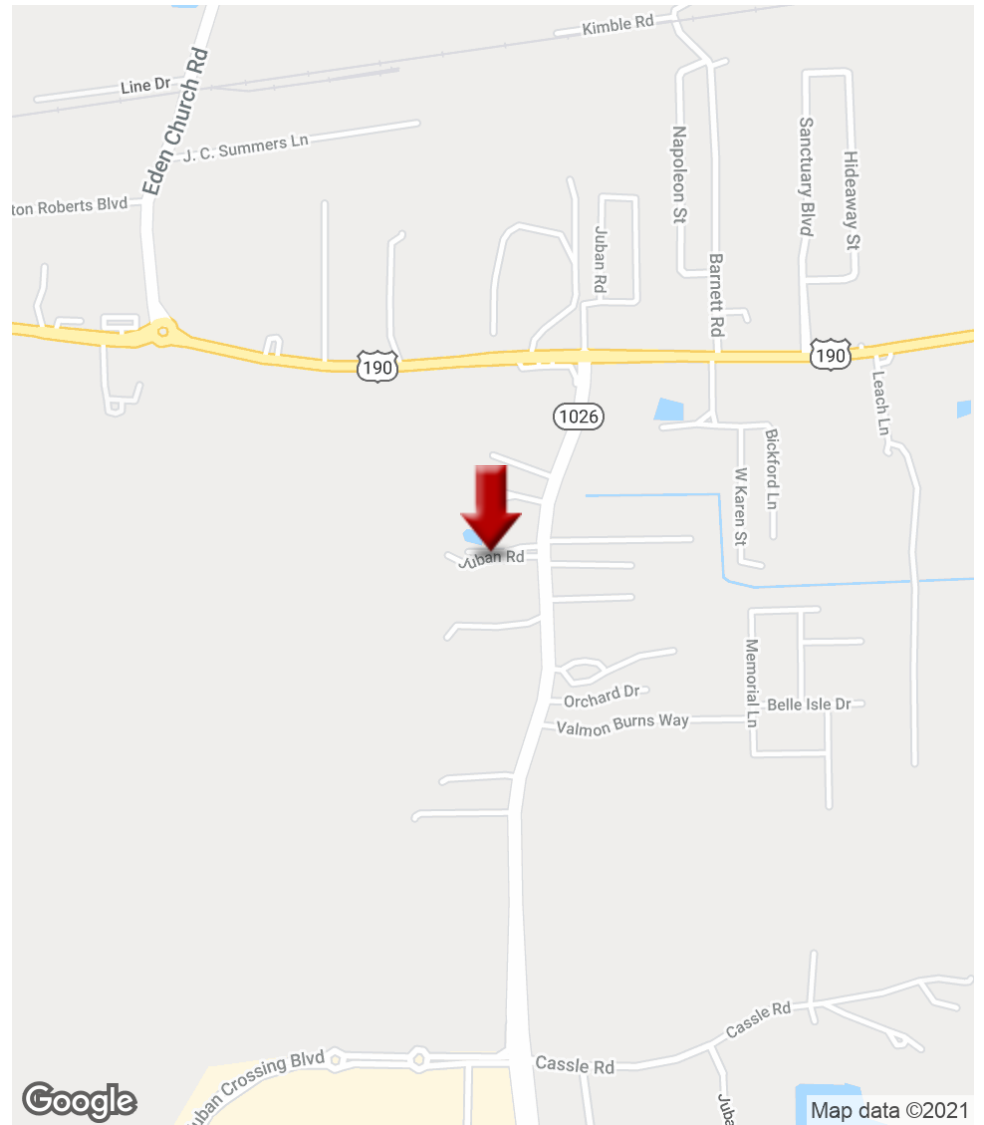 Kimble Rd
Line Dr
Eden Church Rd
J. C. Summers Ln
ton Roberts Blvd
Napoleon St
Sanctuary Blvd
Hideaway St
Juban Rd
Barnett Rd
190
190
1026
Leach Ln
Bickford Ln
W Karen St
Juban Rd
Memorial Ln
Orchard Dr
Belle Isle Dr
Valmon Burns Way
Cassle Rd
Juban Crossing Blvd
Cassle Rd
Juba
Google
Map data ©2021